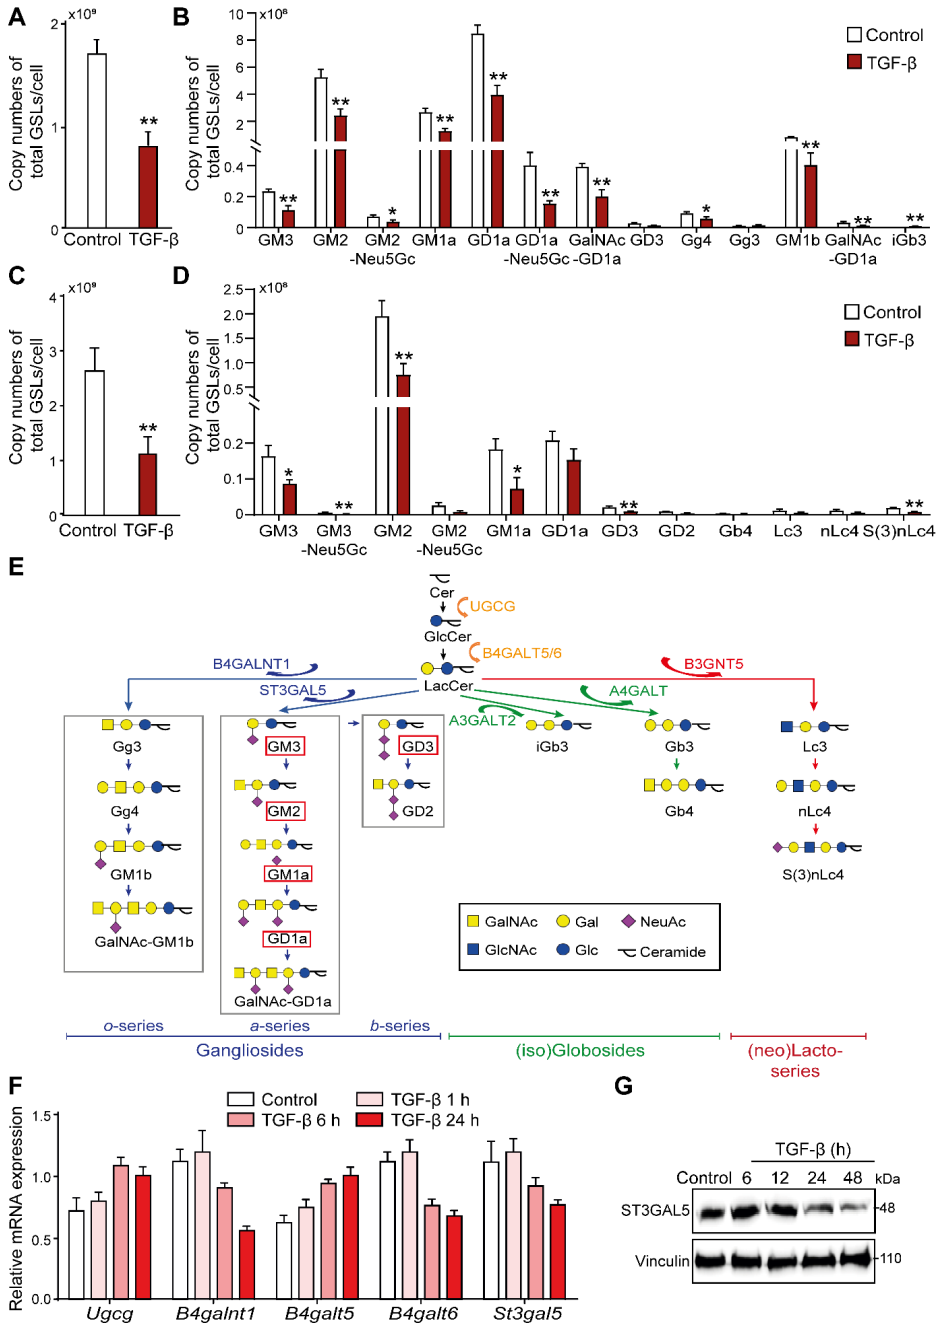 A
x10⁹
Copy numbers of
total GSLs/cell
2
1
0
Control TGF-β
**
B
x10⁸
Copy numbers of
total GSLs/cell
10
8
6
4
2
0.4
0.2
0
Control
TGF-β
** ** * ** ** ** ** * ** ** **
GM3 GM2 GM2 GM1a GD1a GD1a GalNAc GD3 Gg4 Gg3 GM1b GalNAc iGb3
-Neu5Gc -Neu5Gc -GD1a -GD1a
C
x10⁹
Copy numbers of
total GSLs/cell
4
3
2
1
0
Control TGF-β
**
D
x10⁸
Copy numbers of
total GSLs/cell
2.5
2.0
1.5
1.0
0.5
0.2
0.1
0
Control
TGF-β
* ** ** * ** **
GM3 GM3 GM2 GM2 GM1a GD1a GD3 GD2 Gb4 Lc3 nLc4 S(3)nLc4
-Neu5Gc -Neu5Gc
E
Cer
UGCG
GlcCer
B4GALT5/6
LacCer
B4GALNT1
ST3GAL5
A3GALT2
A4GALT
B3GNT5
Gg3 GM3 GD3 iGb3 Gb3 Lc3
Gg4 GM2 GD2 Gb4 nLc4
GM1b GM1a S(3)nLc4
GalNAc-GM1b GD1a
GalNAc-GD1a
GalNAc Gal NeuAc
GlcNAc Glc Ceramide
o-series a-series b-series
Gangliosides (iso)Globosides (neo)Lacto-
series
F
Relative mRNA expression
1.5
1.0
0.5
0.0
Control TGF-β 1 h
TGF-β 6 h TGF-β 24 h
Ugcg B4galnt1 B4galt5 B4galt6 St3gal5
G
TGF-β (h)
Control 6 12 24 48 kDa
ST3GAL5 -48
Vinculin -110